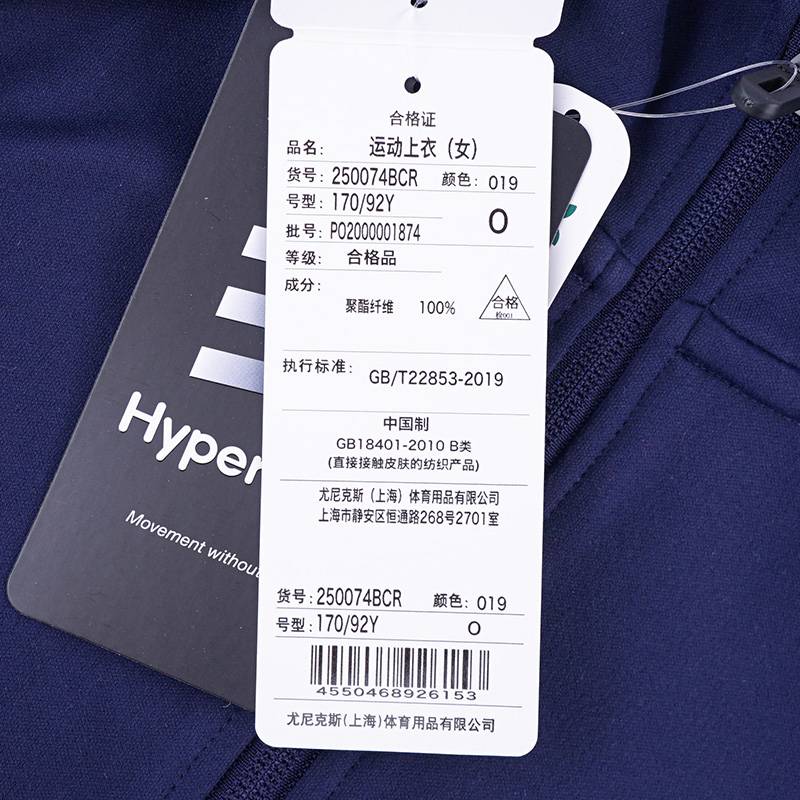 合格证
品名: 运动上衣（女）
货号: 250074BCR 颜色: 019
号型: 170/92Y O
批号: PO2000001874
等级: 合格品
成分:
聚酯纤维 100%
合格
检001
执行标准: GB/T22853-2019
中国制
GB18401-2010 B类
(直接接触皮肤的纺织产品)
尤尼克斯（上海）体育用品有限公司
上海市静安区恒通路268号2701室
货号: 250074BCR 颜色: 019
号型: 170/92Y O
4550468926153
尤尼克斯(上海)体育用品有限公司
Hyper
Movement without